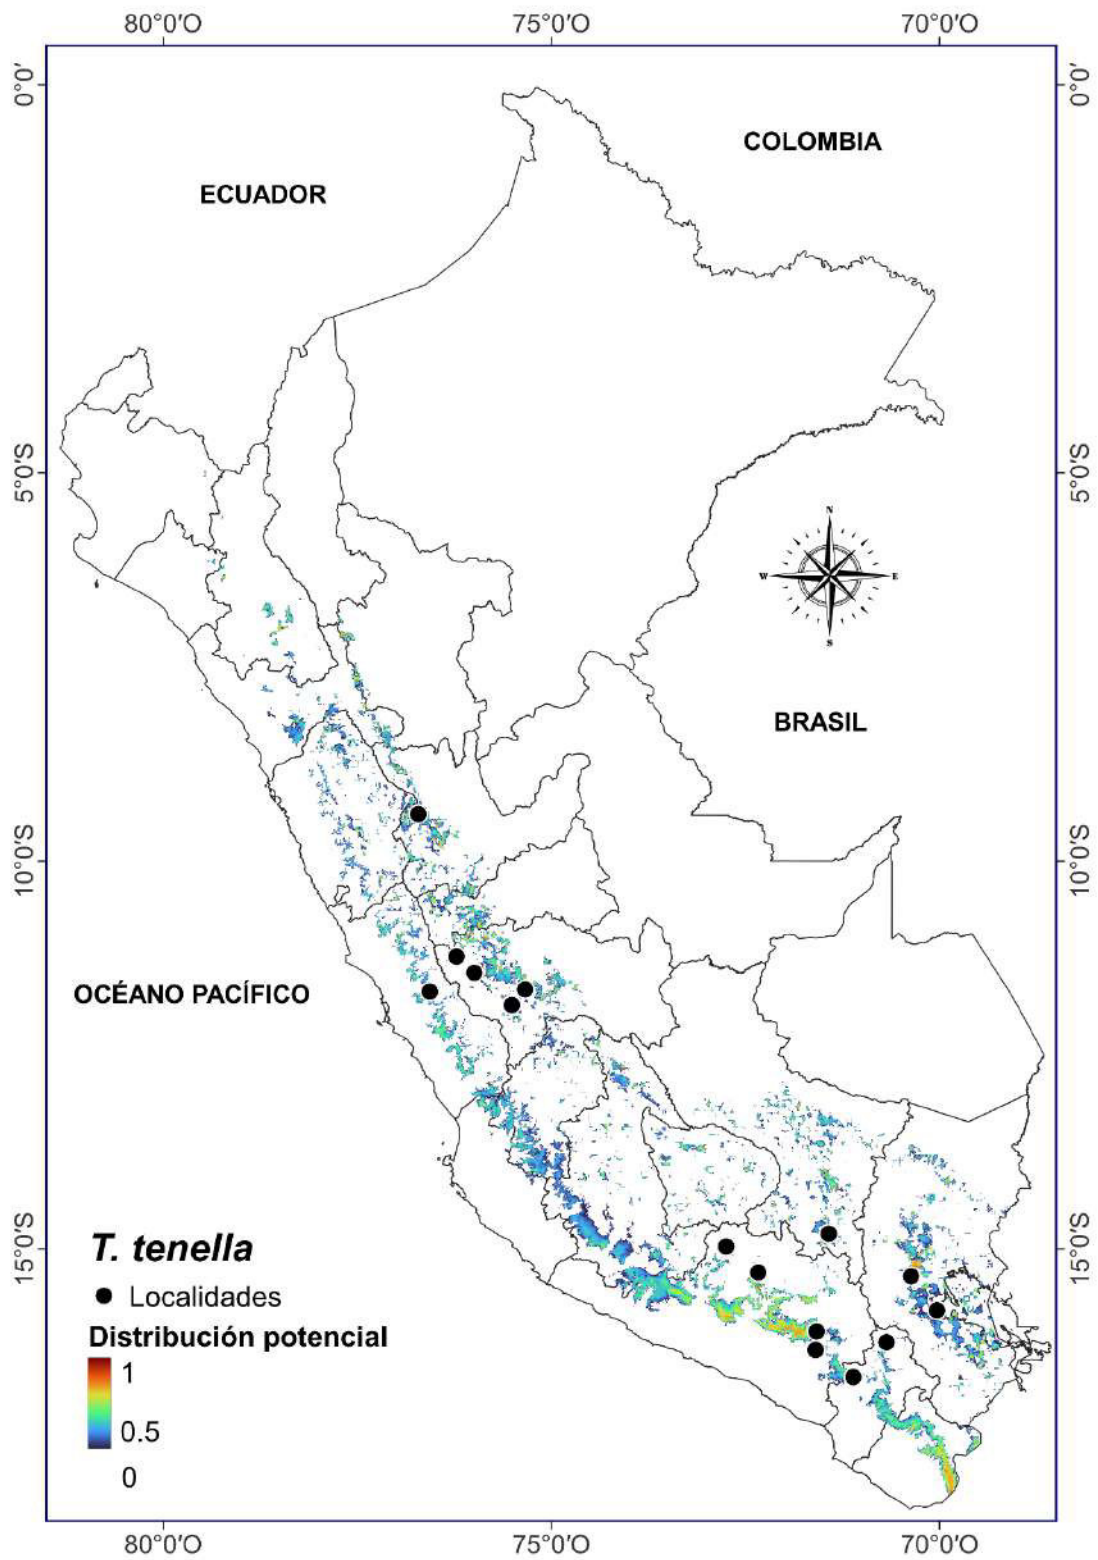 80°0'O 75°0'O 70°0'O
0°0' 0°0'
COLOMBIA
ECUADOR
5°0'S 5°0'S
N
W E
S
BRASIL
10°0'S 10°0'S
OCÉANO PACÍFICO
15°0'S 15°0'S
T. tenella
Localidades
Distribución potencial
1
0.5
0
80°0'O 75°0'O 70°0'O